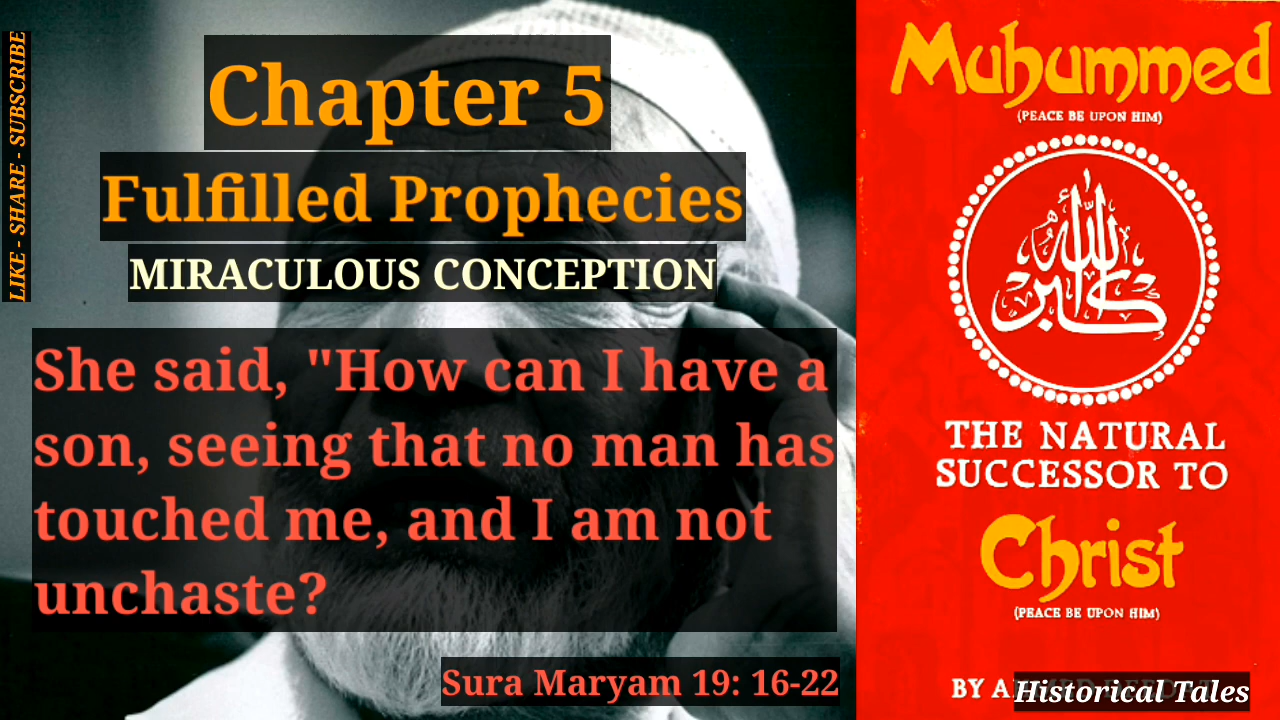 LIKE - SHARE - SUBSCRIBE
Chapter 5
Fulfilled Prophecies
MIRACULOUS CONCEPTION
She said, "How can I have a
son, seeing that no man has
touched me, and I am not
unchaste?
Sura Maryam 19: 16-22
Muhummed
(PEACE BE UPON HIM)
الله
اكبر
THE NATURAL
SUCCESSOR TO
Christ
(PEACE BE UPON HIM)
BY
Historical Tales